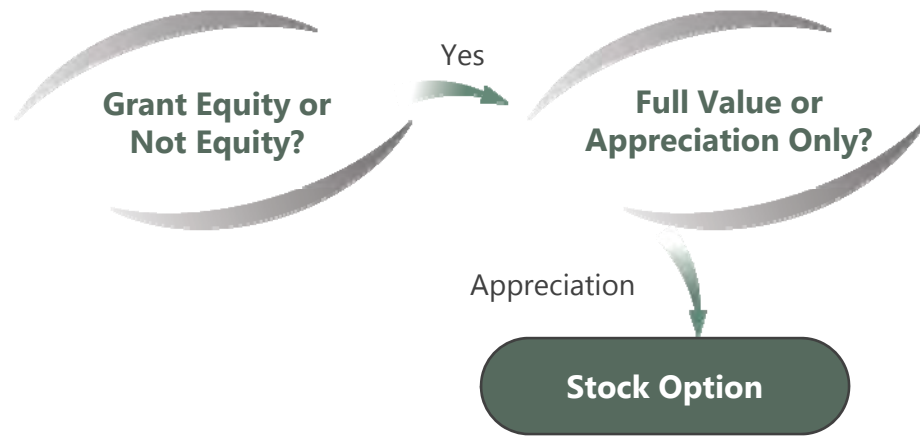 Yes
Grant Equity or
Not Equity?
Full Value or
Appreciation Only?
Appreciation
Stock Option